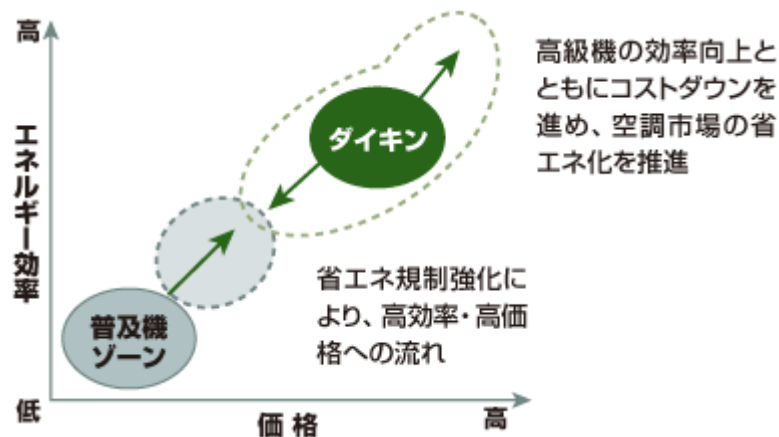 高
エネルギー効率
低
価格
高
ダイキン
普及機
ゾーン
高級機の効率向上と
ともにコストダウンを
進め、空調市場の省
エネ化を推進
省エネ規制強化に
より、高効率・高価
格への流れ